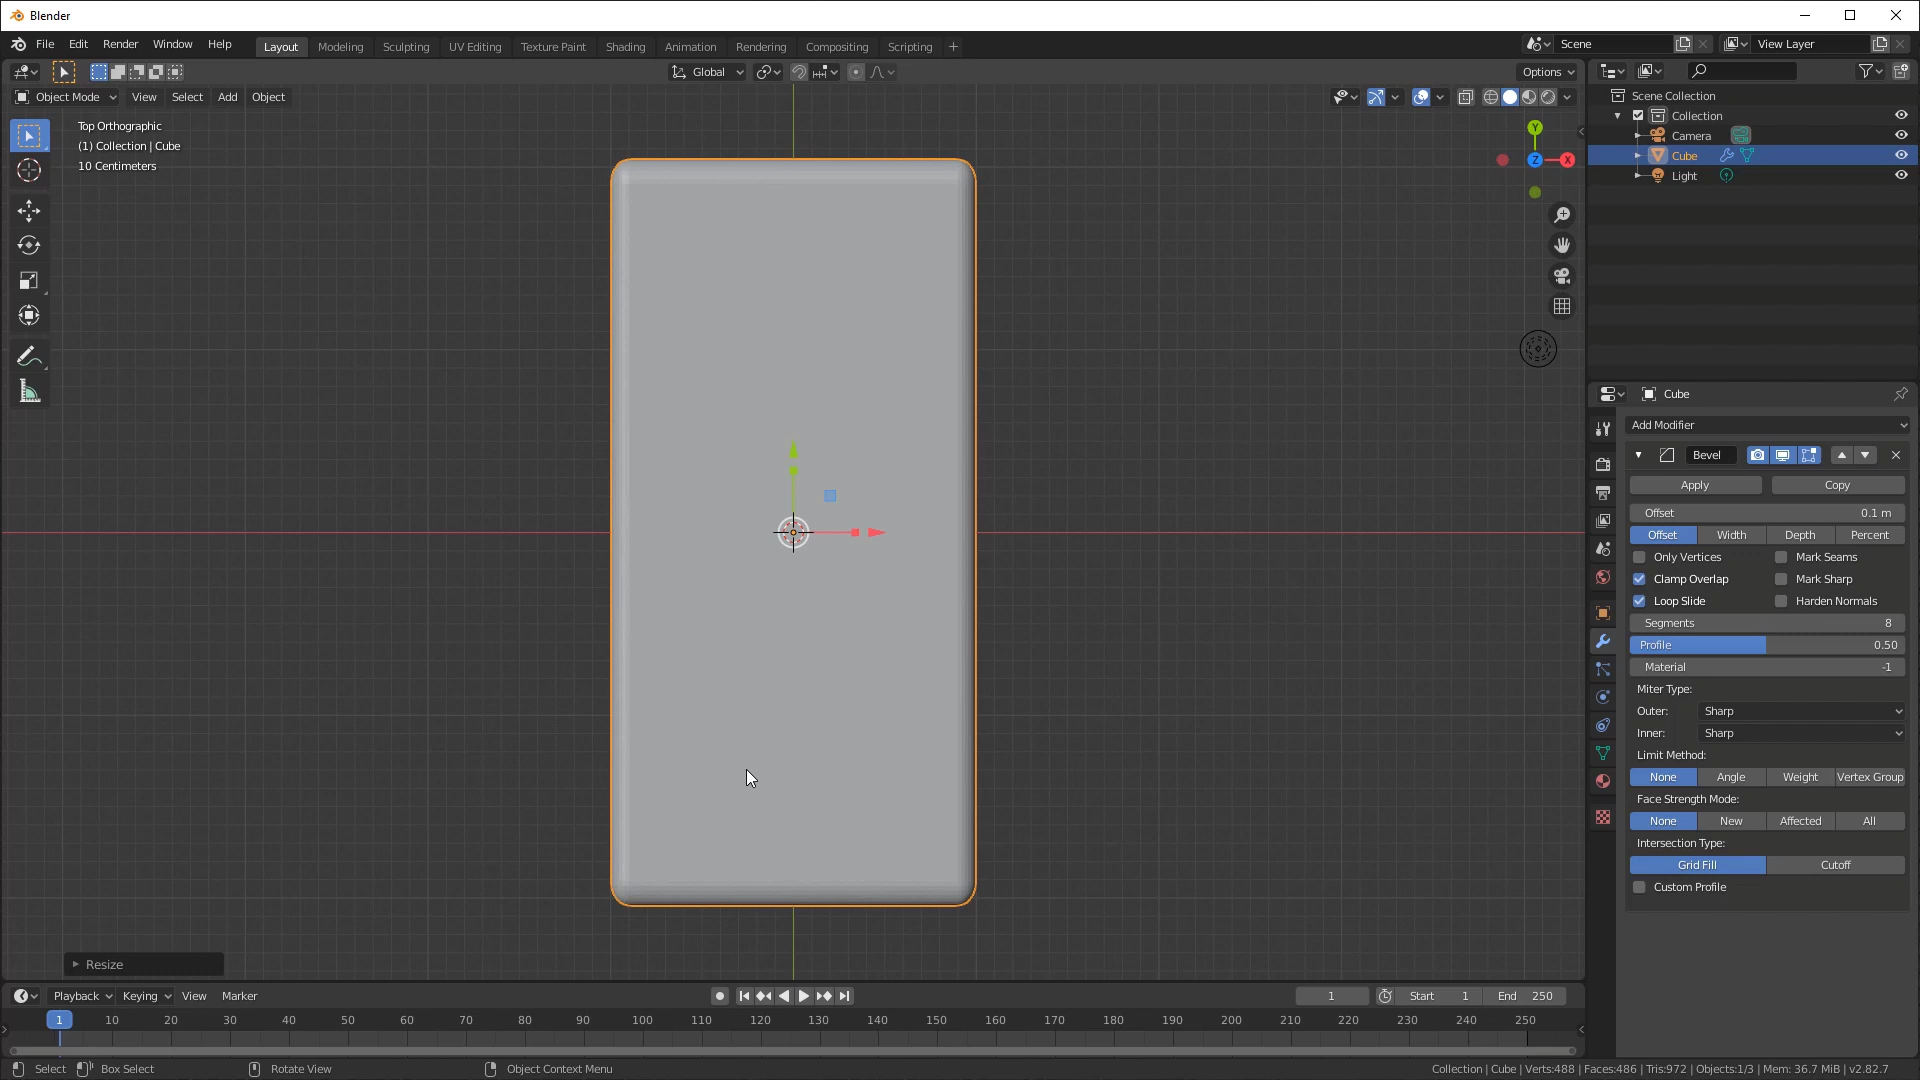 Blender
File Edit Render Window Help
Layout Modeling Sculpting UV Editing Texture Paint Shading Animation Rendering Compositing Scripting +
Scene
View Layer
Global
Options
Object Mode View Select Add Object
Top Orthographic
(1) Collection | Cube
10 Centimeters
Y
Z
X
Scene Collection
Collection
Camera
Cube
Light
Cube
Add Modifier
Bevel
Apply Copy
Offset 0.1 m
Offset Width Depth Percent
Only Vertices Mark Seams
Clamp Overlap Mark Sharp
Loop Slide Harden Normals
Segments 8
Profile 0.50
Material -1
Miter Type:
Outer: Sharp
Inner: Sharp
Limit Method:
None Angle Weight Vertex Group
Face Strength Mode:
None New Affected All
Intersection Type:
Grid Fill Cutoff
Custom Profile
Resize
Playback Keying View Marker
1 Start 1 End 250
1 10 20 30 40 50 60 70 80 90 100 110 120 130 140 150 160 170 180 190 200 210 220 230 240 250
Select Box Select Rotate View Object Context Menu
Collection | Cube | Verts:488 | Faces:486 | Tris:972 | Objects:1/3 | Mem: 36.7 MiB | v2.82.7